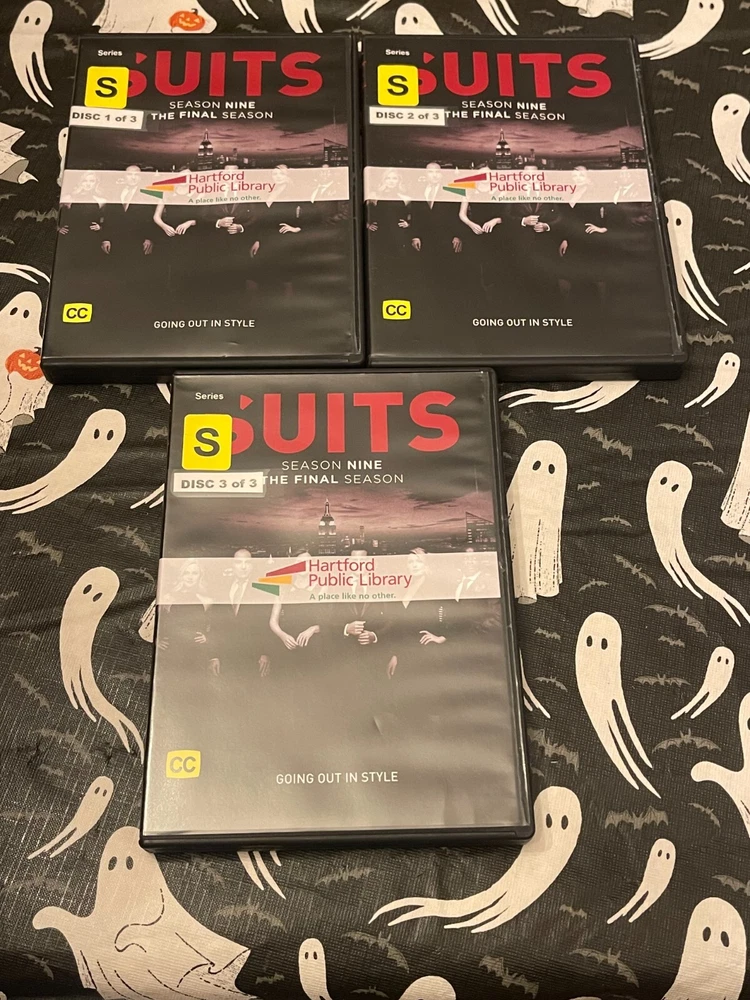 Series
SUITS
S
SEASON NINE
THE FINAL SEASON
DISC 1 of 3
Hartford
Public Library
A place like no other.
CC
GOING OUT IN STYLE
Series
SUITS
S
SEASON NINE
THE FINAL SEASON
DISC 2 of 3
Hartford
Public Library
A place like no other.
CC
GOING OUT IN STYLE
Series
SUITS
S
SEASON NINE
THE FINAL SEASON
DISC 3 of 3
Hartford
Public Library
A place like no other.
CC
GOING OUT IN STYLE